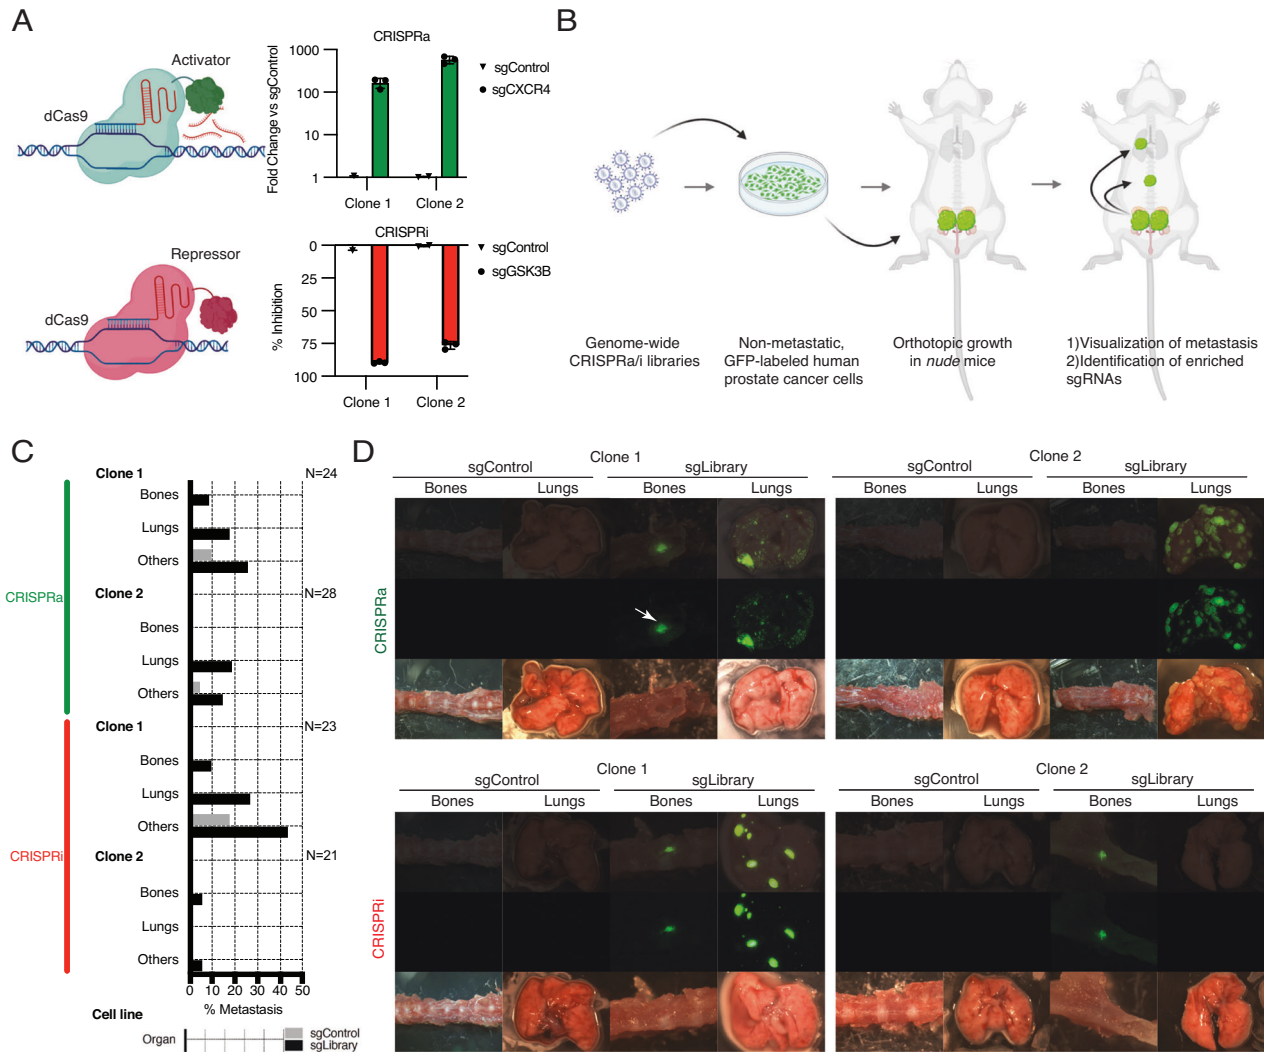 A
Activator
dCas9
CRISPRa
Fold Change vs sgControl
1000
100
10
1
sgControl
sgCXCR4
Clone 1
Clone 2
Repressor
dCas9
CRISPRi
% Inhibition
0
25
50
75
100
sgControl
sgGSK3B
Clone 1
Clone 2
B
Genome-wide
CRISPRa/i libraries
Non-metastatic,
GFP-labeled human
prostate cancer cells
Orthotopic growth
in nude mice
1)Visualization of metastasis
2)Identification of enriched
sgRNAs
C
Clone 1
N=24
Bones
Lungs
Others
CRISPRa
Clone 2
N=28
Bones
Lungs
Others
Clone 1
N=23
Bones
Lungs
Others
CRISPRi
Clone 2
N=21
Bones
Lungs
Others
0 10 20 30 40 50
% Metastasis
Cell line
Organ
sgControl
sgLibrary
D
Clone 1
Clone 2
sgControl
sgLibrary
sgControl
sgLibrary
Bones
Lungs
Bones
Lungs
Bones
Lungs
Bones
Lungs
CRISPRa
Clone 1
Clone 2
sgControl
sgLibrary
sgControl
sgLibrary
Bones
Lungs
Bones
Lungs
Bones
Lungs
Bones
Lungs
CRISPRi